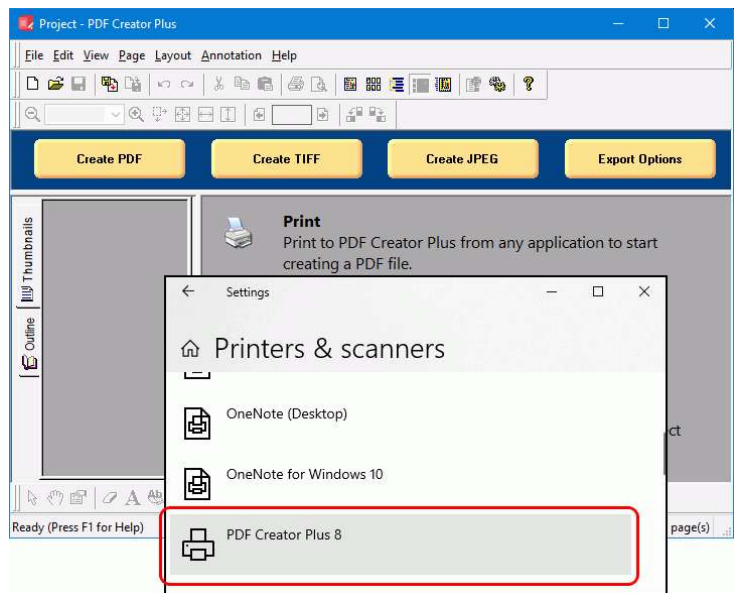 Project - PDF Creator Plus
File Edit View Page Layout Annotation Help
Create PDF Create TIFF Create JPEG Export Options
Thumbnails
Outline
Print
Print to PDF Creator Plus from any application to start
creating a PDF file.
Settings
Printers & scanners
OneNote (Desktop)
OneNote for Windows 10
PDF Creator Plus 8
ct
A
Ready (Press F1 for Help) page(s)